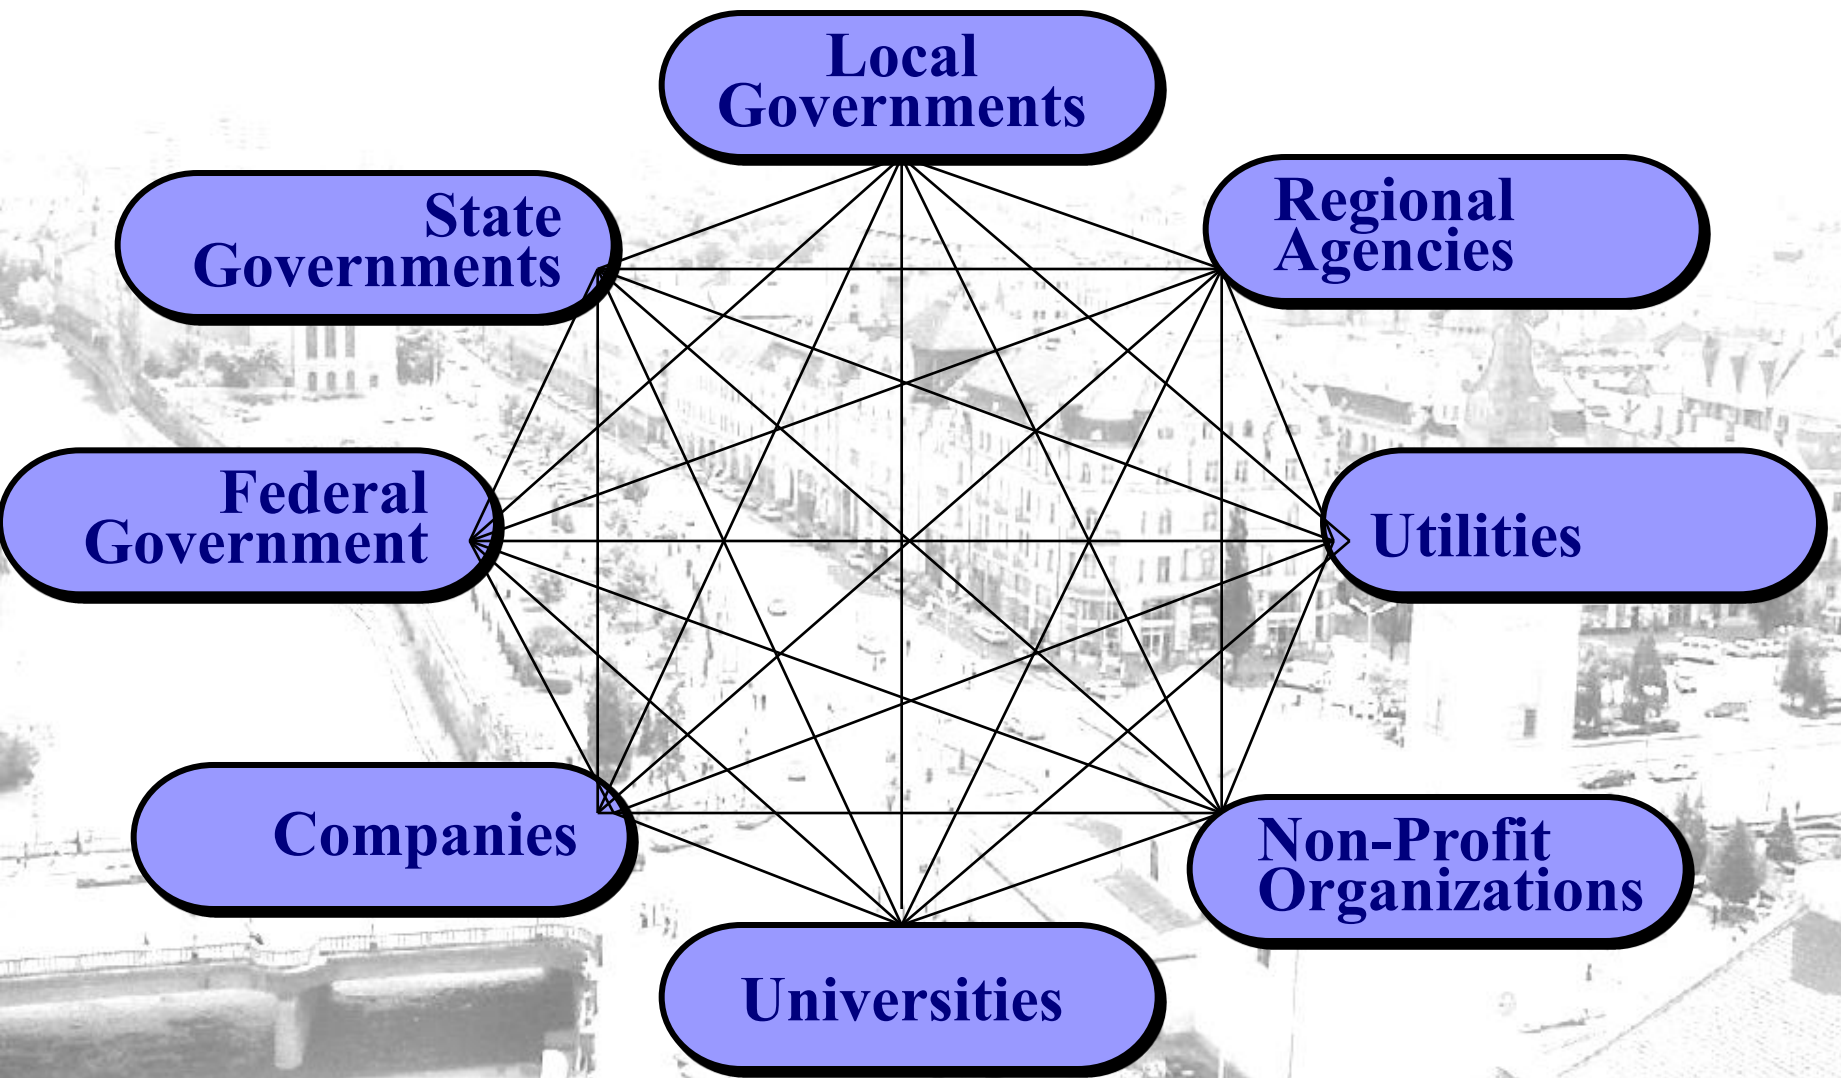 Local
Governments
State
Governments
Regional
Agencies
Federal
Government
Utilities
Companies
Non-Profit
Organizations
Universities